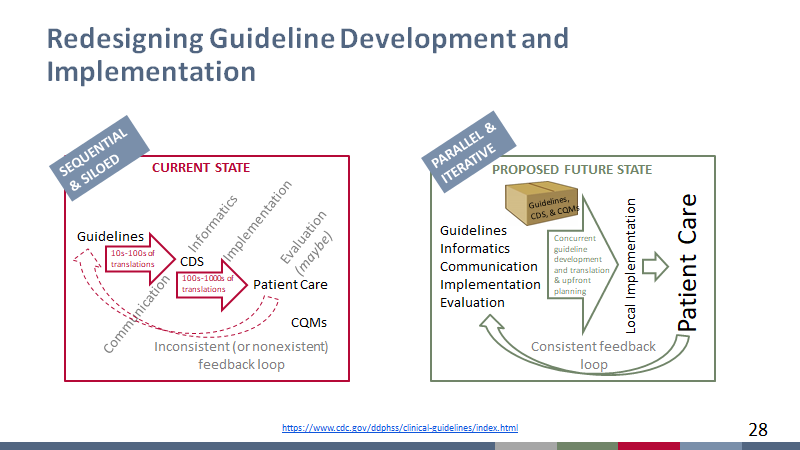 Redesigning Guideline Development and
Implementation
SEQUENTIAL
& SILOED
CURRENT STATE
Guidelines
10s-100s of
translations
Informatics
CDS
Implementation
100s-1000s of
translations
Evaluation
(maybe)
Patient Care
Communication
CQMs
Inconsistent (or nonexistent)
feedback loop
PARALLEL &
ITERATIVE
PROPOSED FUTURE STATE
Guidelines,
CDS, & CQMs
Guidelines
Informatics
Communication
Implementation
Evaluation
Concurrent
guideline
development
and translation
& upfront
planning
Local Implementation
Patient Care
Consistent feedback
loop
https://www.cdc.gov/ddphss/clinical-guidelines/index.html
28